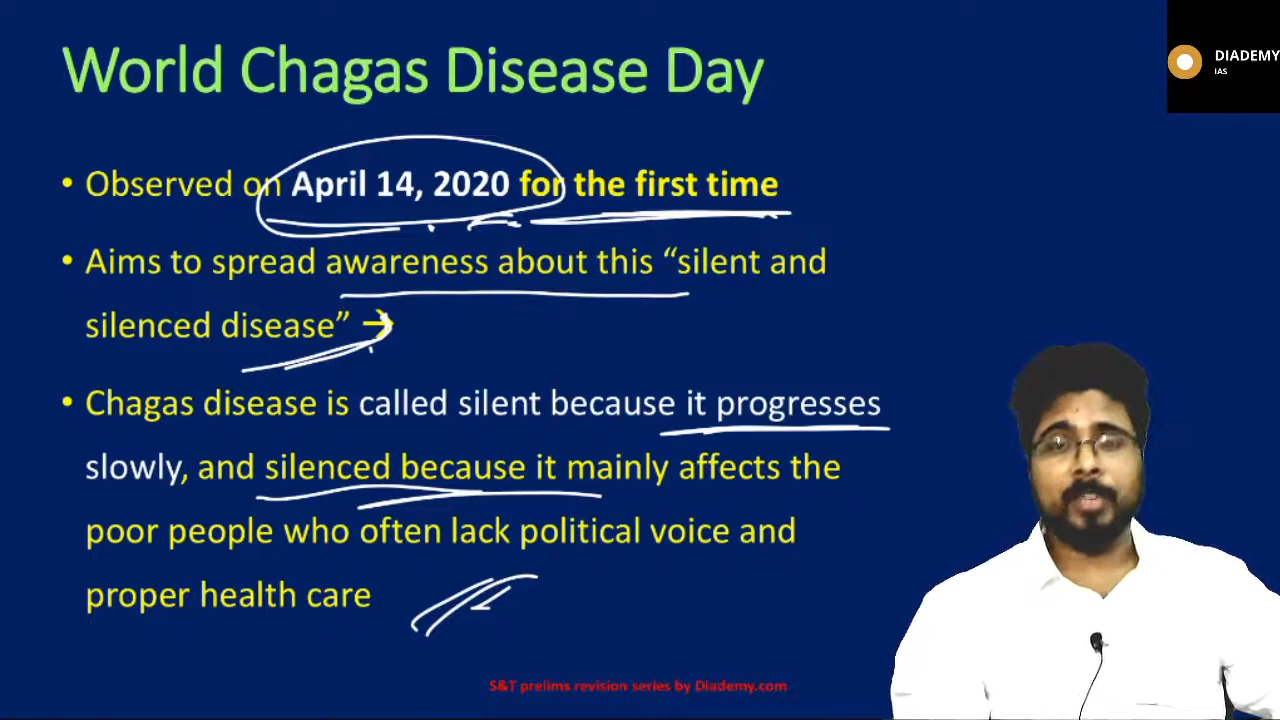 World Chagas Disease Day
DIADEMY
IAS
• Observed on April 14, 2020 for the first time
• Aims to spread awareness about this “silent and
silenced disease” →
• Chagas disease is called silent because it progresses
slowly, and silenced because it mainly affects the
poor people who often lack political voice and
proper health care
S&T prelims revision series by Diademy.com